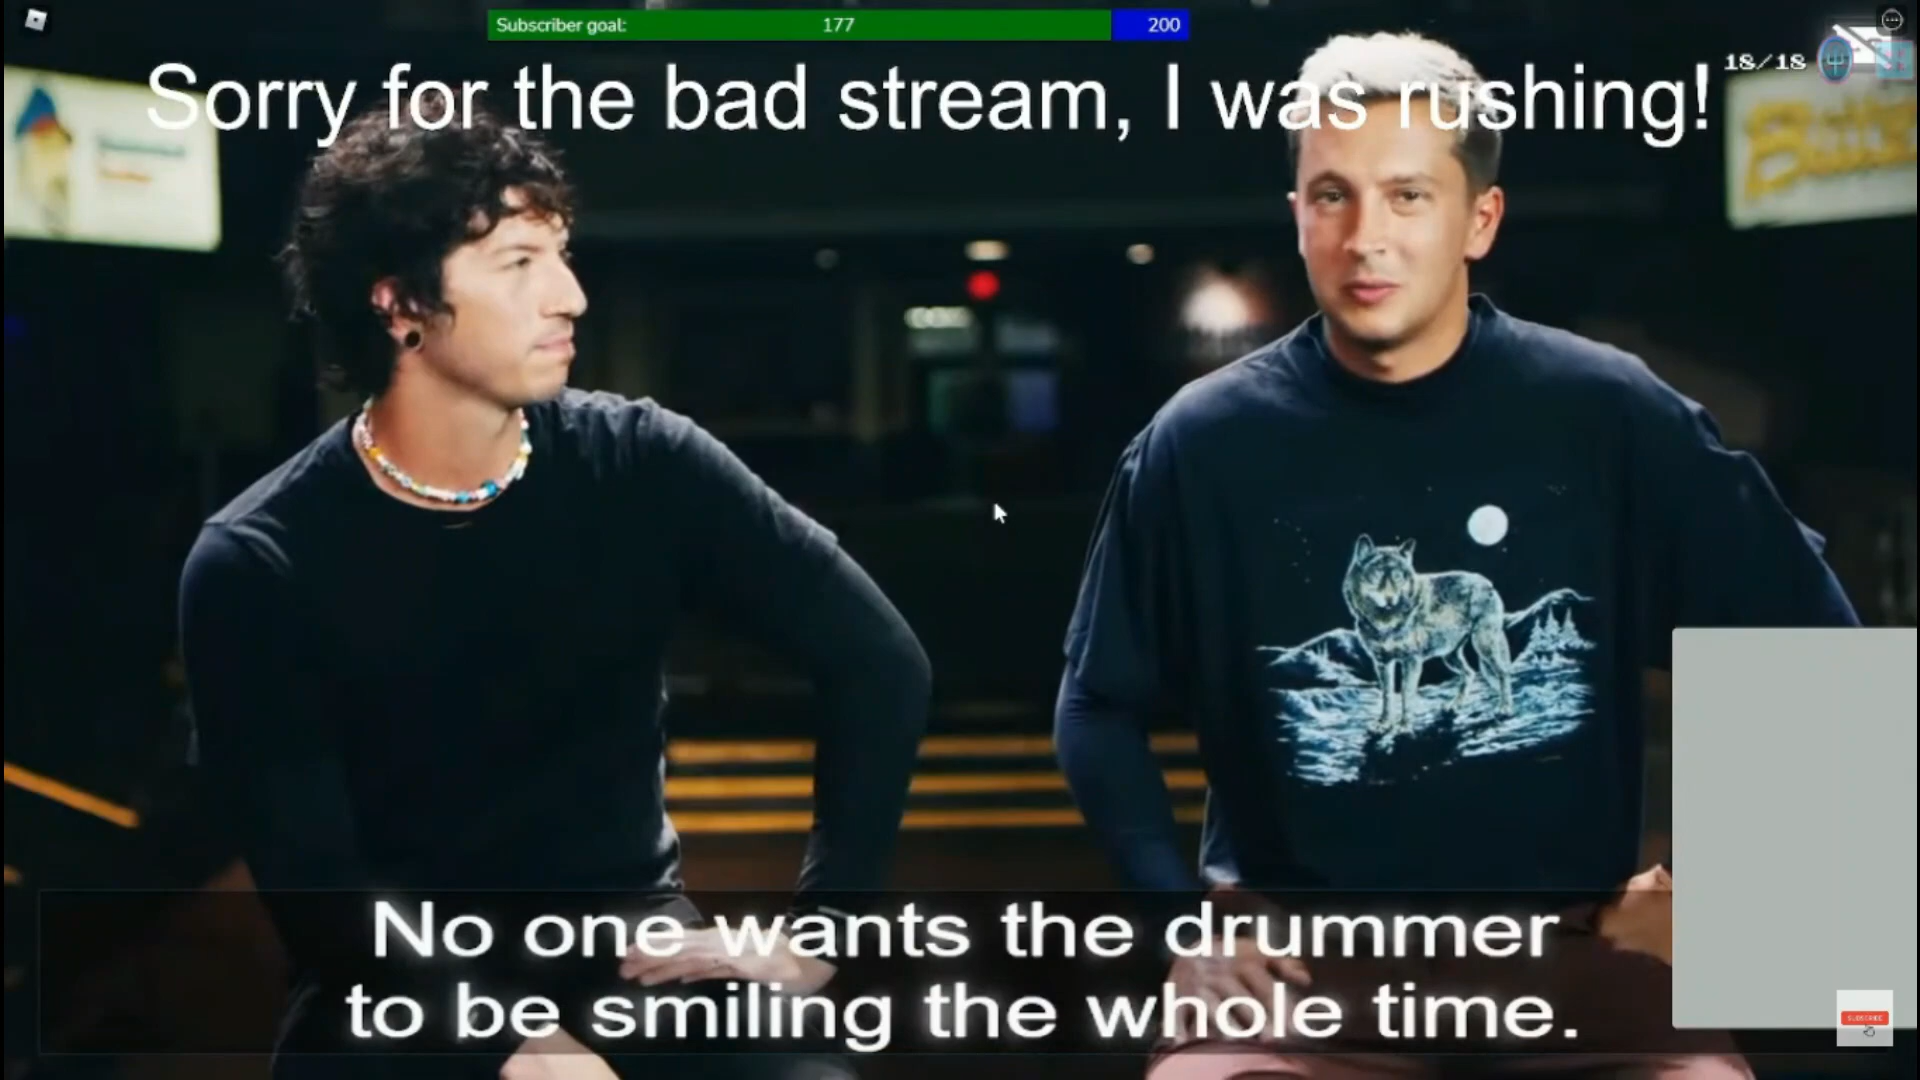 Subscriber goal: 177 200
18/18
Sorry for the bad stream, I was rushing!
No one wants the drummer
to be smiling the whole time.
SUBSCRIBE